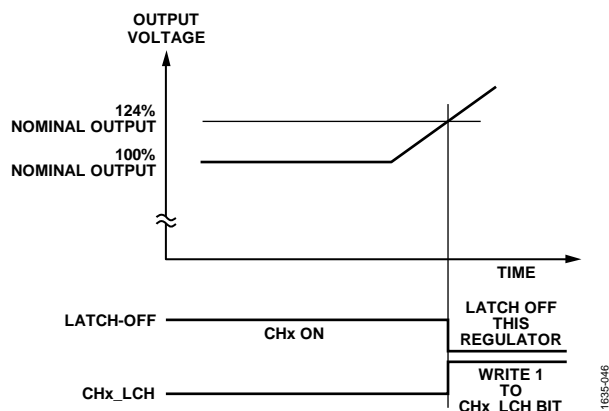 OUTPUT
VOLTAGE
124%
NOMINAL OUTPUT
100%
NOMINAL OUTPUT
TIME
LATCH-OFF
CHx ON
LATCH OFF
THIS
REGULATOR
CHx_LCH
WRITE 1
TO
CHx_LCH BIT
1635-046